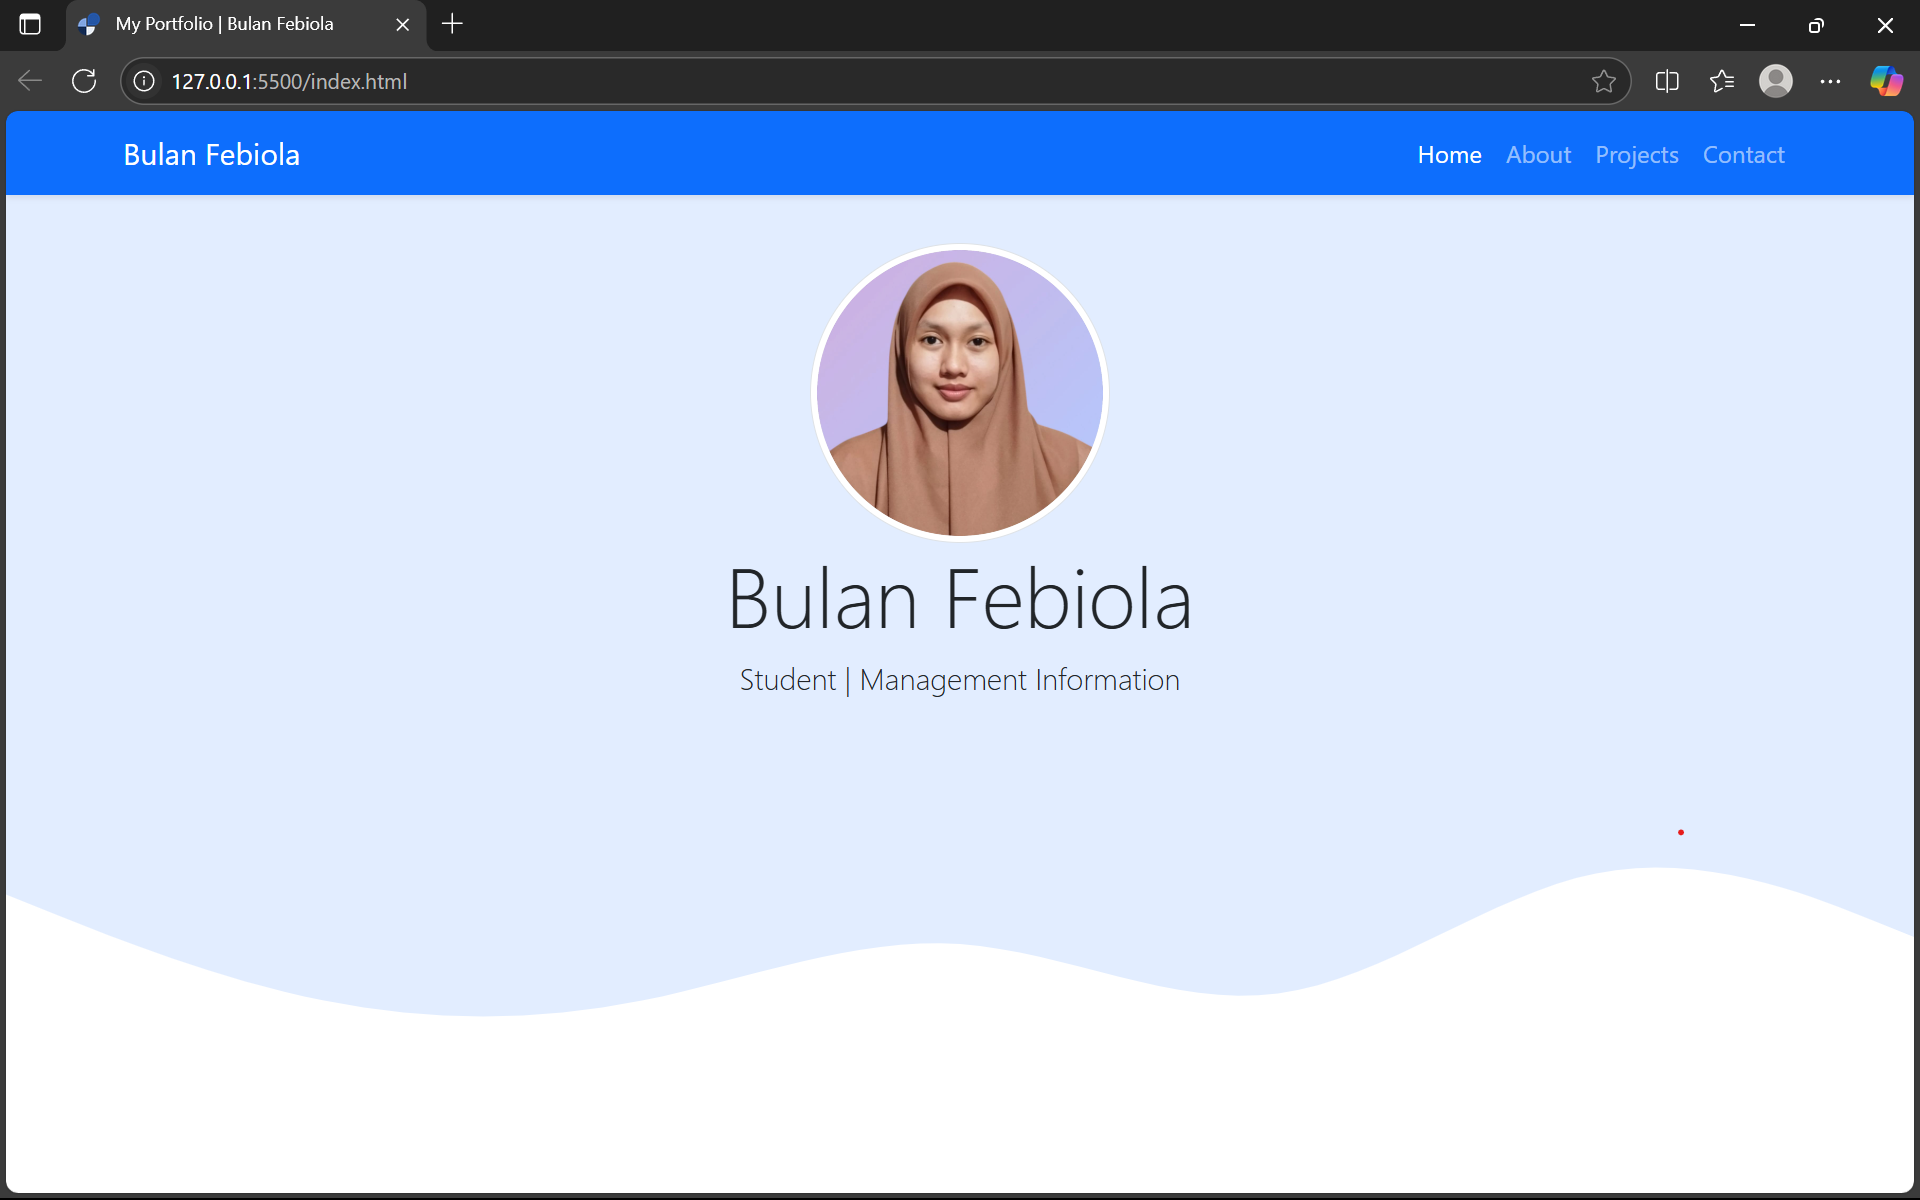 My Portfolio | Bulan Febiola
127.0.0.1:5500/index.html
Bulan Febiola
Home About Projects Contact
Bulan Febiola
Student | Management Information